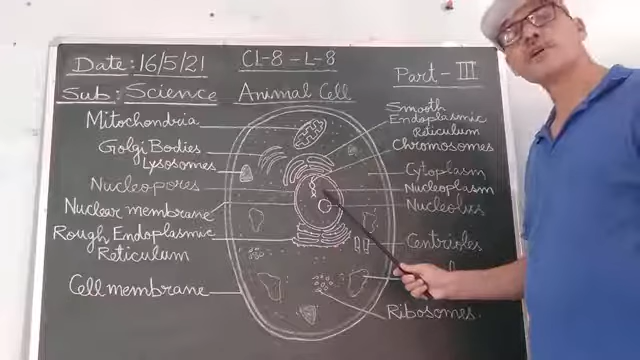 Date: 16/5/21
Cl-8-L-8
Part-III
Sub: Science
Animal Cell
Mitochondria
Golgi Bodies
Lysosomes
Nucleopores
Nuclear membrane
Rough Endoplasmic
Reticulum
Cell membrane
Smooth
Endoplasmic
Reticulum
Chromosomes
Cytoplasm
Nucleoplasm
Nucleolus
Centrioles
Ribosomes.